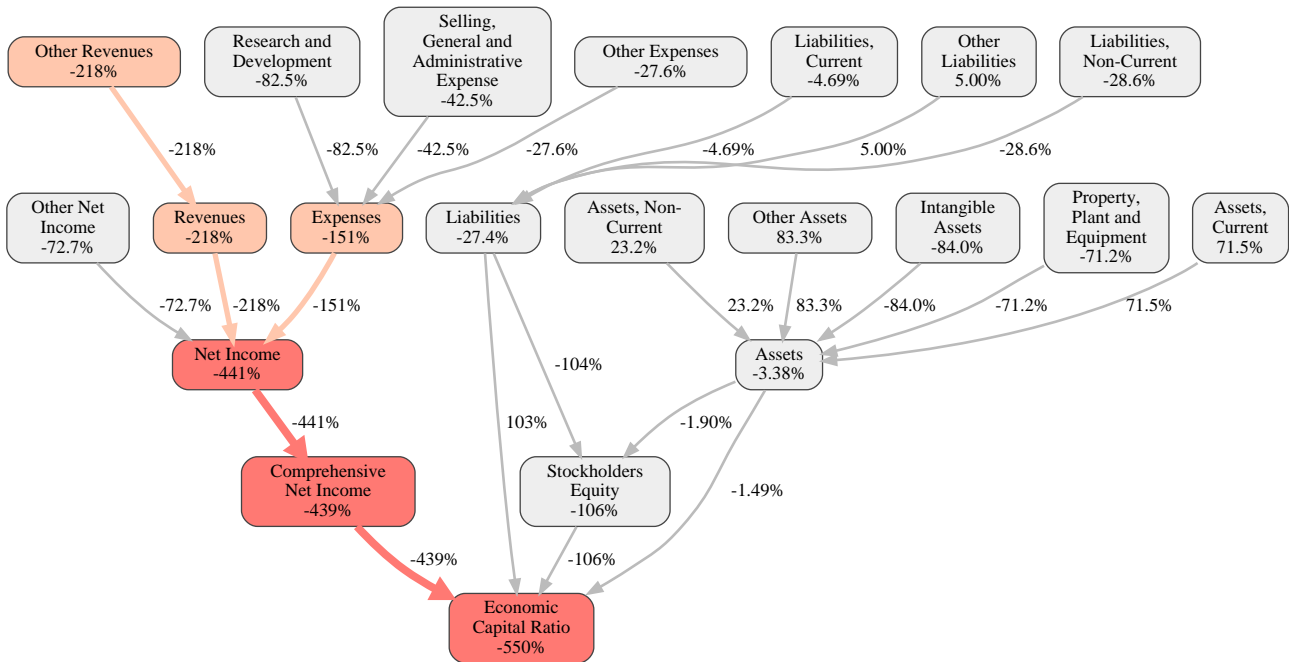 Other Revenues
-218%
Research and
Development
-82.5%
Selling,
General and
Administrative
Expense
-42.5%
Other Expenses
-27.6%
Liabilities,
Current
-4.69%
Other
Liabilities
5.00%
Liabilities,
Non-Current
-28.6%
-218%
-82.5%
-42.5%
-27.6%
-4.69%
5.00%
-28.6%
Other Net
Income
-72.7%
Revenues
-218%
Expenses
-151%
Liabilities
-27.4%
Assets, Non-
Current
23.2%
Other Assets
83.3%
Intangible
Assets
-84.0%
Property,
Plant and
Equipment
-71.2%
Assets,
Current
71.5%
-72.7%
-218%
-151%
23.2%
83.3%
-84.0%
-71.2%
71.5%
Net Income
-441%
Assets
-3.38%
-104%
-441%
103%
-1.90%
Comprehensive
Net Income
-439%
Stockholders
Equity
-106%
-1.49%
-439%
-106%
Economic
Capital Ratio
-550%